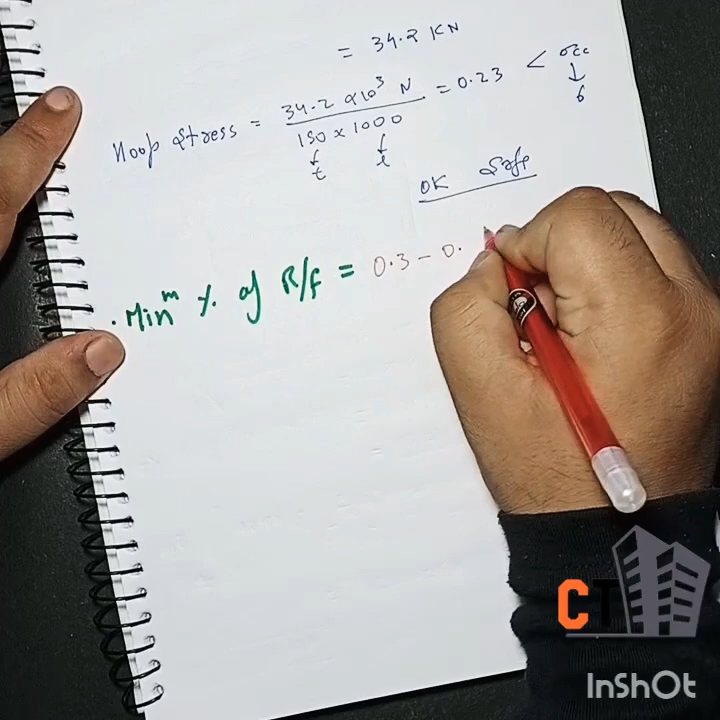 = 34.2 KN
Hoop Stress = 34.2 x10³ N / 150 x 1000 = 0.23 < σcc
↓ t ↓ l ↓ 6
OK Safe
Minᵐ % of R/f = 0.3 - 0.
CT
InShOt